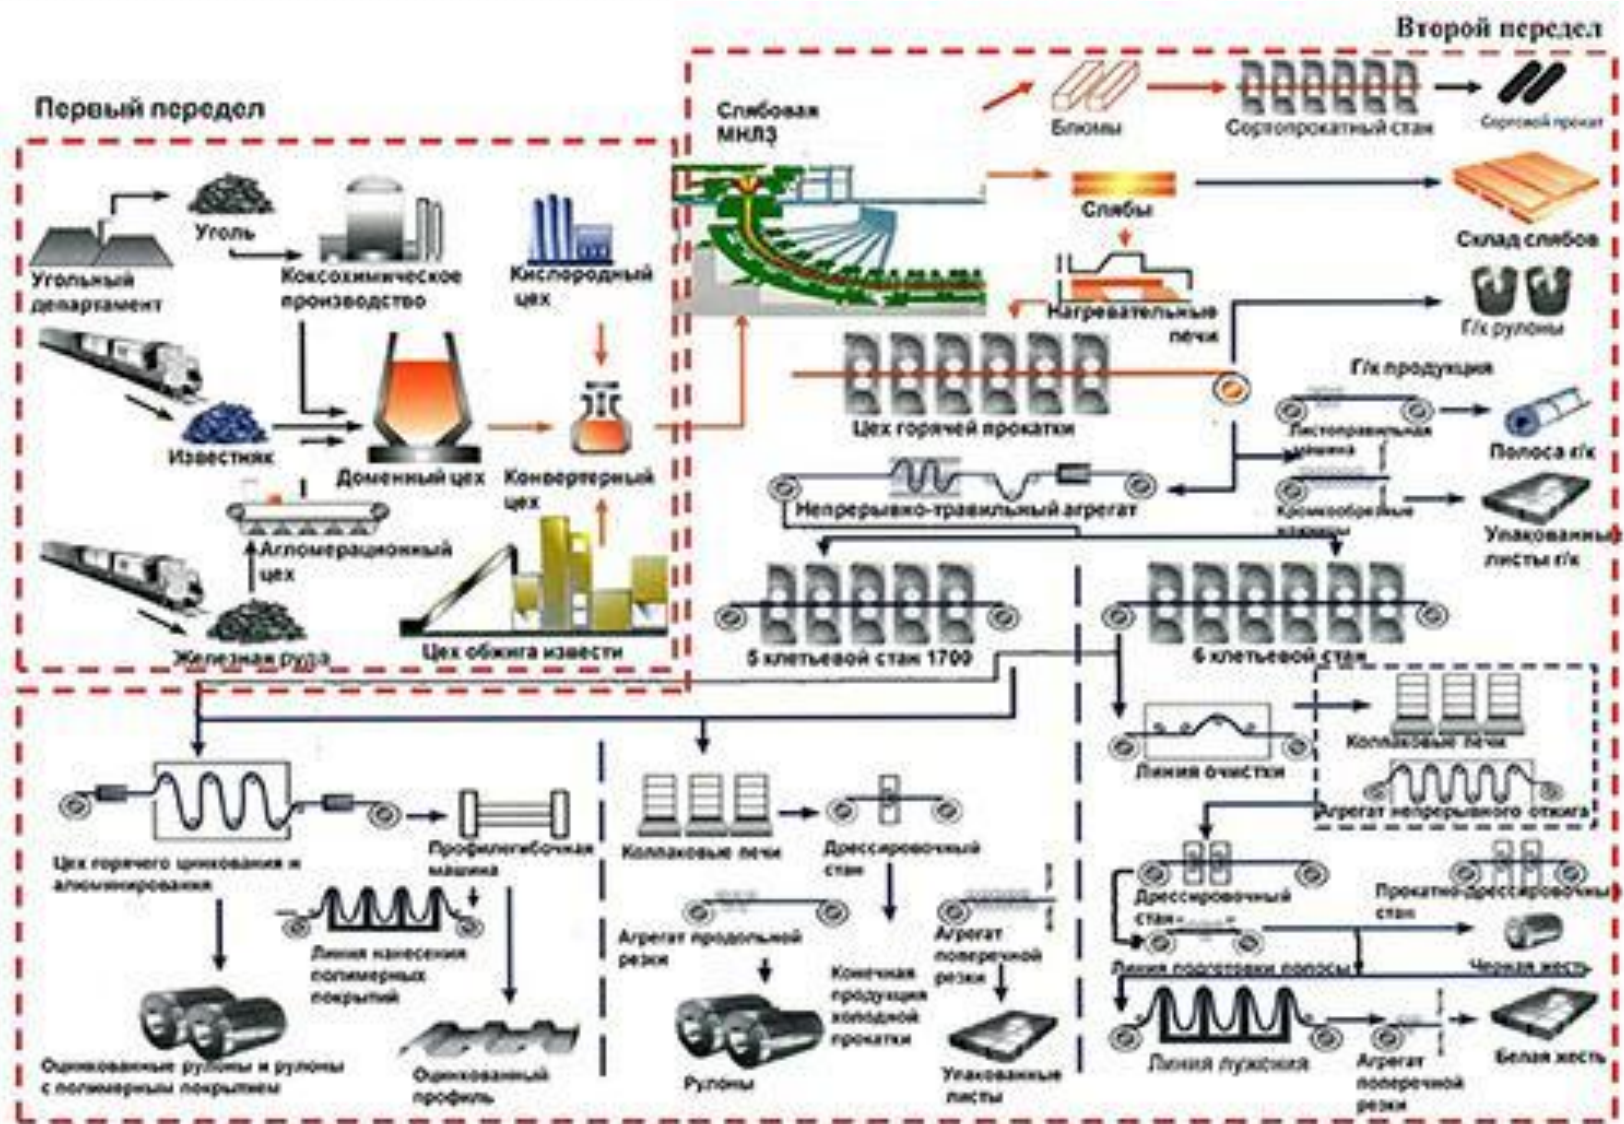 Второй передел
Первый передел
Слябовая
МНЛЗ
Блюмы
Сортопрокатный стан
Сортовой прокат
Уголь
Угольный
департамент
Коксохимическое
производство
Кислородный
цех
Слябы
Склад слябов
Нагревательные
печи
Г/к рулоны
Г/к продукция
Цех горячей прокатки
Листоправильная
машина
Полоса г/к
Известняк
Доменный цех
Конвертерный
цех
Непрерывно-травильный агрегат
Кромкообрезные
ножницы
Упакованные
листы г/к
Агломерационный
цех
Железная руда
Цех обжига извести
5 клетьевой стан 1700
6 клетьевой стан
Колпаковые печи
Линия очистки
Агрегат непрерывного отжига
Цех горячего цинкования и
алюминирования
Профилегибочная
машина
Колпаковые печи
Дрессировочный
стан
Дрессировочный
стан
Прокатно-дрессировочный
стан
Линия нанесения
полимерных
покрытий
Агрегат продольной
резки
Конечная
продукция
холодной
прокатки
Агрегат
поперечной
резки
Линия подготовки полосы
Черная жесть
Оцинкованные рулоны и рулоны
с полимерным покрытием
Оцинкованный
профиль
Рулоны
Упакованные
листы
Линия лужения
Агрегат
поперечной
резки
Белая жесть